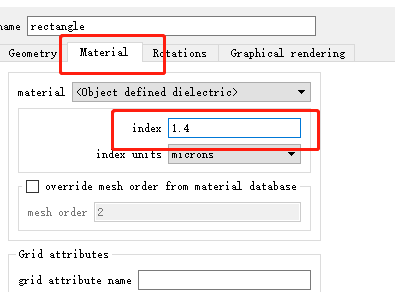 name rectangle
Geometry Material Rotations Graphical rendering
material <Object defined dielectric>
index 1.4
index units microns
override mesh order from material database
mesh order 2
Grid attributes
grid attribute name